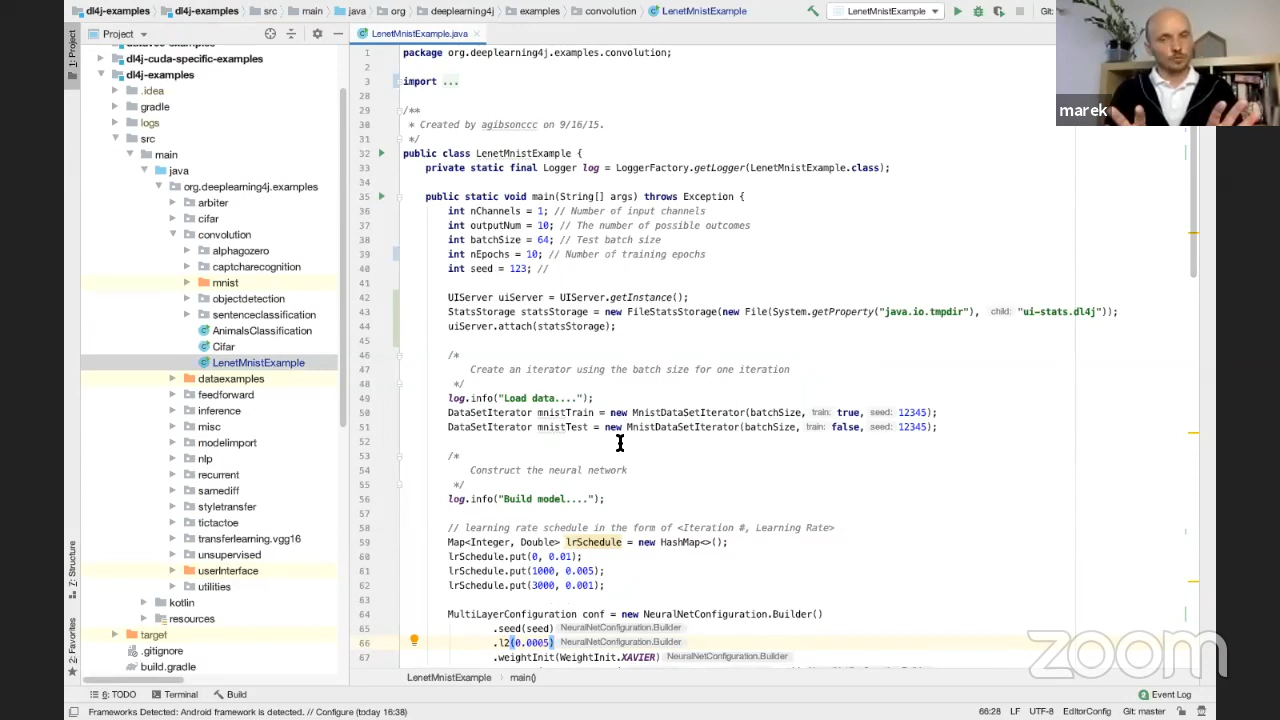 dl4j-examples dl4j-examples src main java org deeplearning4j examples convolution LenetMnistExample LenetMnistExample Git:
1: Project
Project
LenetMnistExample.java
dl4j-cuda-specific-examples
dl4j-examples
.idea
gradle
logs
src
main
java
org.deeplearning4j.examples
arbiter
cifar
convolution
alphagozero
captcharecognition
mnist
objectdetection
sentenceclassification
AnimalsClassification
Cifar
LenetMnistExample
dataexamples
feedforward
inference
misc
modelimport
nlp
recurrent
samediff
styletransfer
tictactoe
transferlearning.vgg16
unsupervised
userInterface
utilities
kotlin
resources
target
.gitignore
build.gradle
7: Structure
2: Favorites
1 package org.deeplearning4j.examples.convolution;
2
3 import ...
28
29 /**
30 * Created by agibsonccc on 9/16/15.
31 */
32 public class LenetMnistExample {
33 private static final Logger log = LoggerFactory.getLogger(LenetMnistExample.class);
34
35 public static void main(String[] args) throws Exception {
36 int nChannels = 1; // Number of input channels
37 int outputNum = 10; // The number of possible outcomes
38 int batchSize = 64; // Test batch size
39 int nEpochs = 10; // Number of training epochs
40 int seed = 123; //
41
42 UIServer uiServer = UIServer.getInstance();
43 StatsStorage statsStorage = new FileStatsStorage(new File(System.getProperty("java.io.tmpdir"), child: "ui-stats.dl4j"));
44 uiServer.attach(statsStorage);
45
46 /*
47 Create an iterator using the batch size for one iteration
48 */
49 log.info("Load data....");
50 DataSetIterator mnistTrain = new MnistDataSetIterator(batchSize, train: true, seed: 12345);
51 DataSetIterator mnistTest = new MnistDataSetIterator(batchSize, train: false, seed: 12345);
52
53 /*
54 Construct the neural network
55 */
56 log.info("Build model....");
57
58 // learning rate schedule in the form of <Iteration #, Learning Rate>
59 Map<Integer, Double> lrSchedule = new HashMap<>();
60 lrSchedule.put(0, 0.01);
61 lrSchedule.put(1000, 0.005);
62 lrSchedule.put(3000, 0.001);
63
64 MultiLayerConfiguration conf = new NeuralNetConfiguration.Builder()
65 .seed(seed) NeuralNetConfiguration.Builder
66 .l2(0.0005) NeuralNetConfiguration.Builder
67 .weightInit(WeightInit.XAVIER) NeuralNetConfiguration.Builder
LenetMnistExample main()
marek
zoom
6: TODO Terminal Build Event Log
Frameworks Detected: Android framework is detected. // Configure (today 16:38) 66:28 LF UTF-8 EditorConfig Git: master